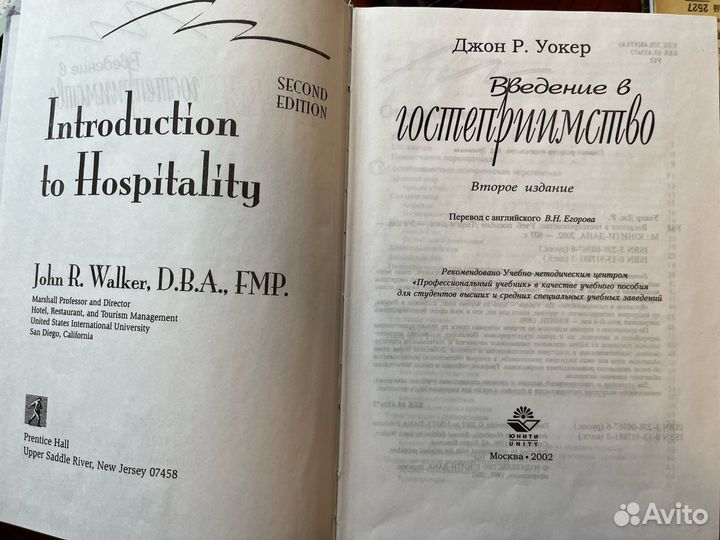 SECOND
EDITION
Introduction
to Hospitality
John R. Walker, D.B.A., FMP.
Marshall Professor and Director
Hotel, Restaurant, and Tourism Management
United States International University
San Diego, California
Prentice Hall
Upper Saddle River, New Jersey 07458
Джон Р. Уокер
Введение в
гостеприимство
Второе издание
Перевод с английского В.Н. Егорова
Рекомендовано Учебно-методическим центром
«Профессиональный учебник» в качестве учебного пособия
для студентов высших и средних специальных учебных заведений
ЮНИТИ
UNITY
Москва • 2002
2527
Avito